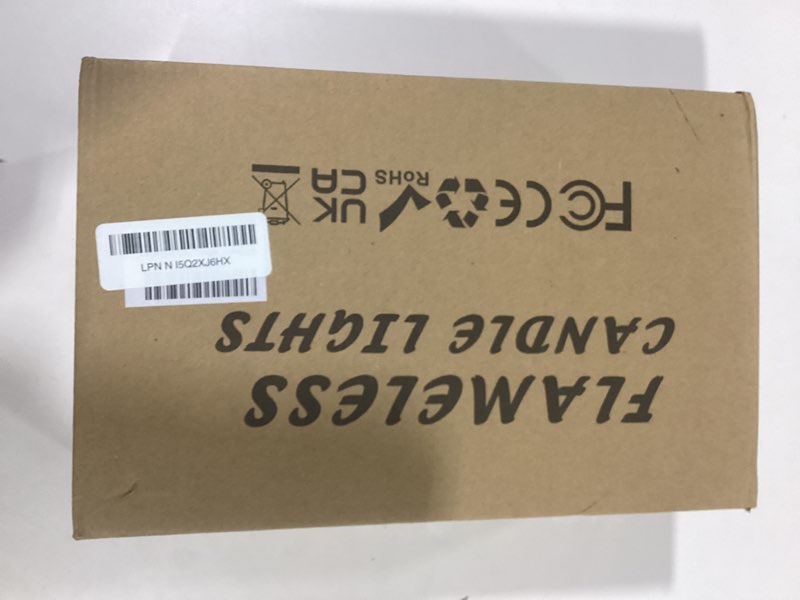 FLAMELESS
CANDLE LIGHTS
FC CE RoHS UK
CA
LPN N I5Q2XJ6HX